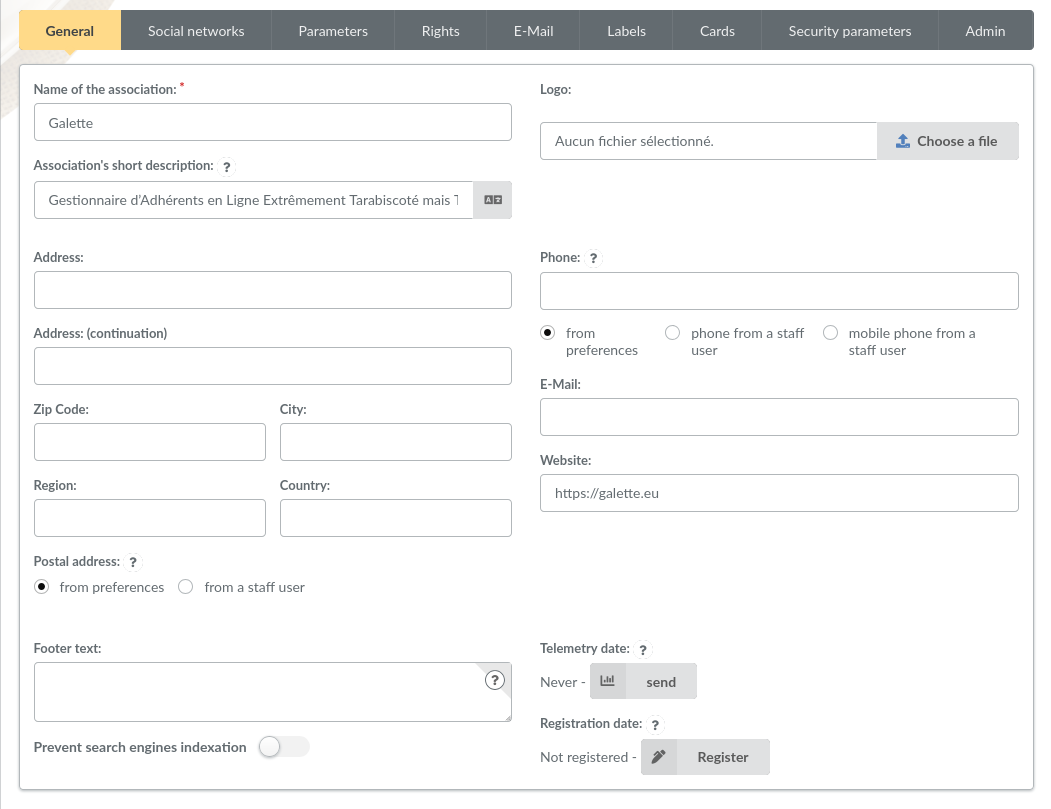 General Social networks Parameters Rights E-Mail Labels Cards Security parameters Admin
Name of the association: *
Galette
Association's short description: ?
Gestionnaire d'Adhérents en Ligne Extrêmement Tarabiscoté mais
Logo:
Aucun fichier sélectionné. Choose a file
Address:
Address: (continuation)
Zip Code: City:
Region: Country:
Postal address: ?
from preferences from a staff user
Phone: ?
from preferences
phone from a staff user
mobile phone from a staff user
E-Mail:
Website:
https://galette.eu
Footer text:
?
Prevent search engines indexation
Telemetry date: ?
Never - send
Registration date: ?
Not registered - Register